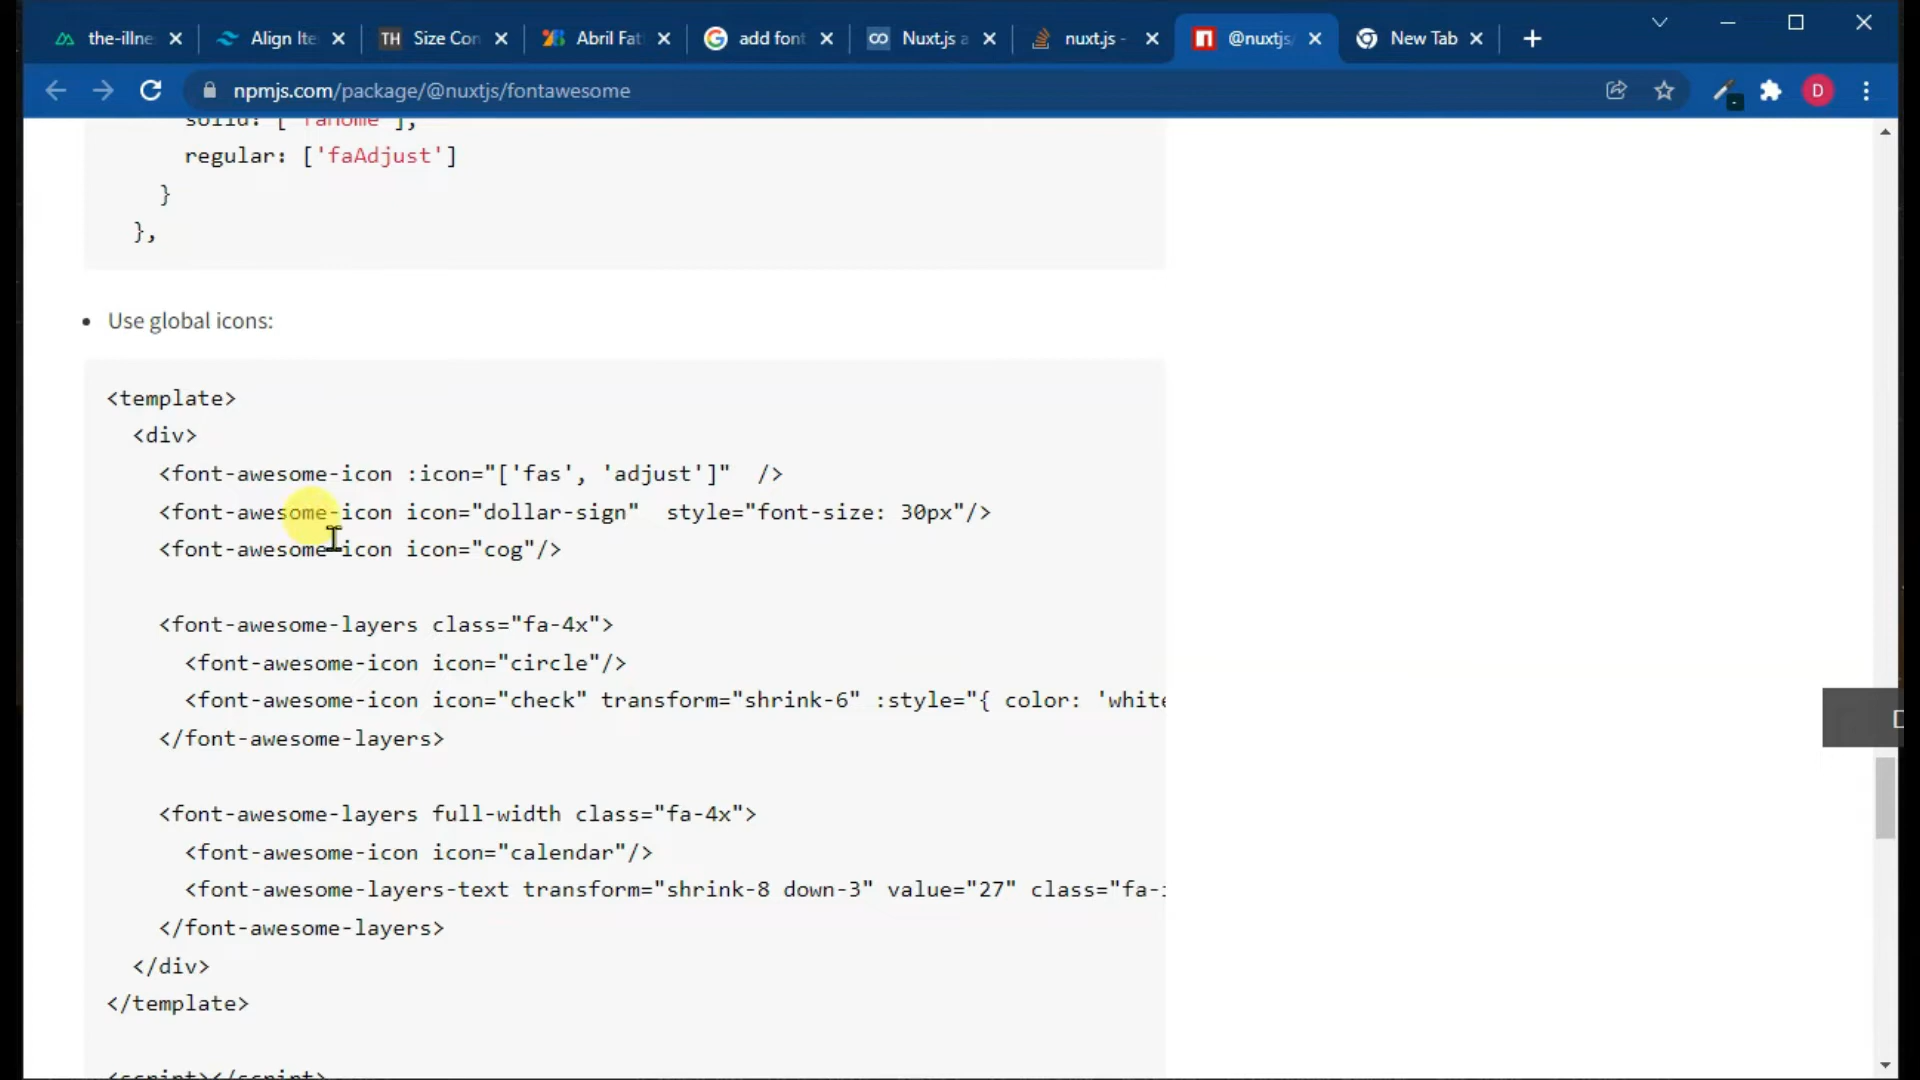 the-illne
Align Ite
TH Size Con
Abril Fat
add font
Nuxt.js a
nuxt.js -
@nuxtjs/
New Tab
npmjs.com/package/@nuxtjs/fontawesome
D
solid: [ 'faHome' ],
regular: ['faAdjust']
}
},
Use global icons:
<template>
<div>
<font-awesome-icon :icon="['fas', 'adjust']"  />
<font-awesome-icon icon="dollar-sign"  style="font-size: 30px"/>
<font-awesome-icon icon="cog"/>
<font-awesome-layers class="fa-4x">
<font-awesome-icon icon="circle"/>
<font-awesome-icon icon="check" transform="shrink-6" :style="{ color: 'white
</font-awesome-layers>
<font-awesome-layers full-width class="fa-4x">
<font-awesome-icon icon="calendar"/>
<font-awesome-layers-text transform="shrink-8 down-3" value="27" class="fa-i
</font-awesome-layers>
</div>
</template>
<script></script>